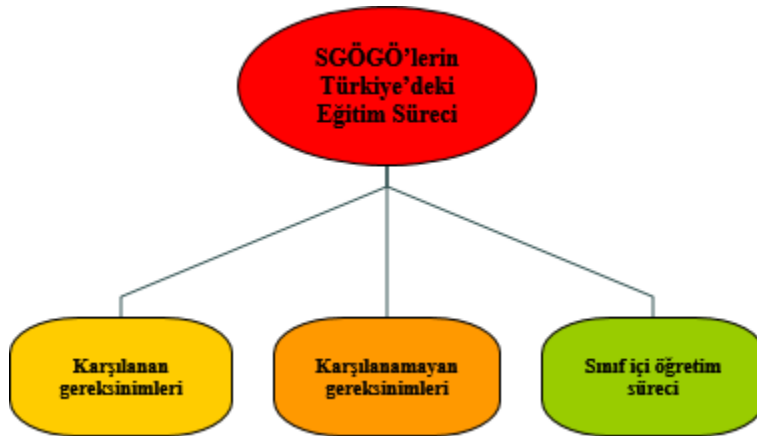 SGÖGÖ’lerin
Türkiye’deki
Eğitim Süreci
Karşılanan
gereksinimleri
Karşılanamayan
gereksinimleri
Sınıf içi öğretim
süreci